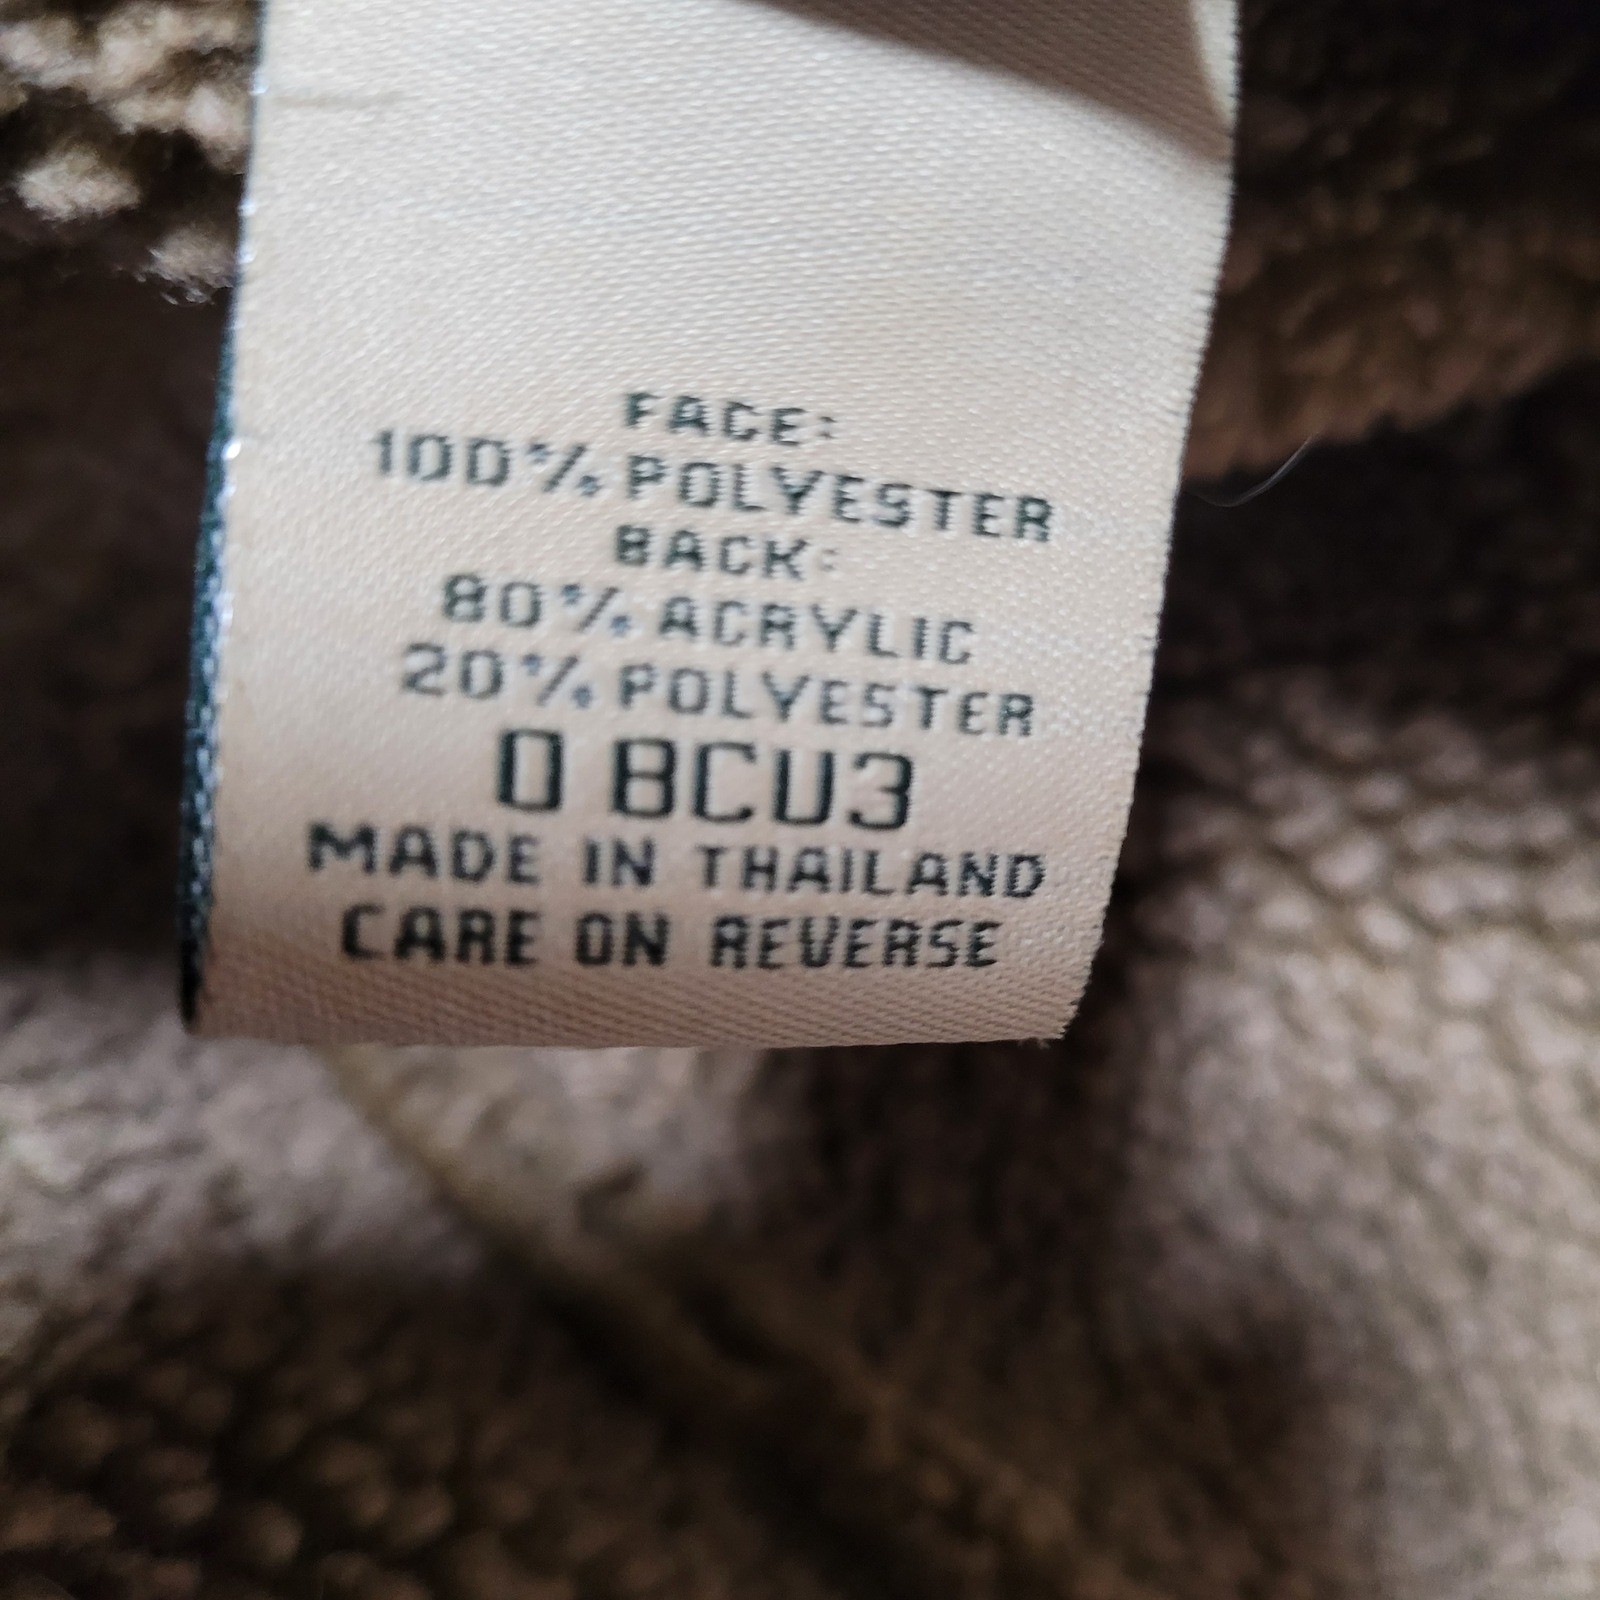 FACE:
100% POLYESTER
BACK:
80% ACRYLIC
20% POLYESTER
0 BCU3
MADE IN THAILAND
CARE ON REVERSE